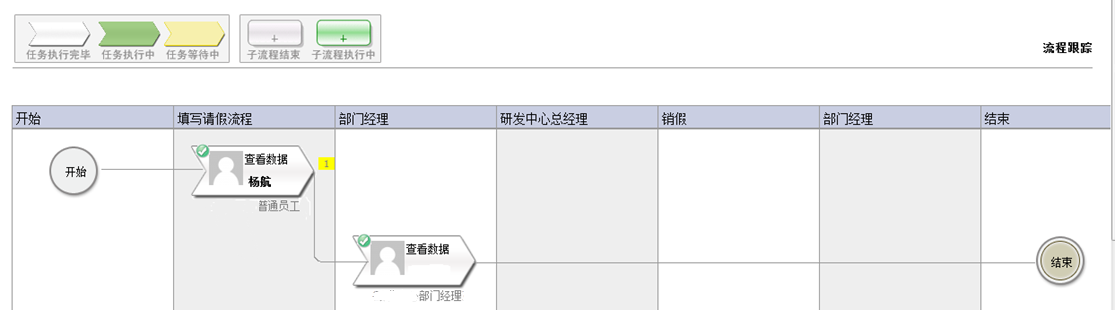 任务执行完毕 任务执行中 任务等待中 子流程结束 子流程执行中
流程跟踪
开始 填写请假流程 部门经理 研发中心总经理 销假 部门经理 结束
开始
查看数据
杨航
1
普通员工
查看数据
部门经理
结束